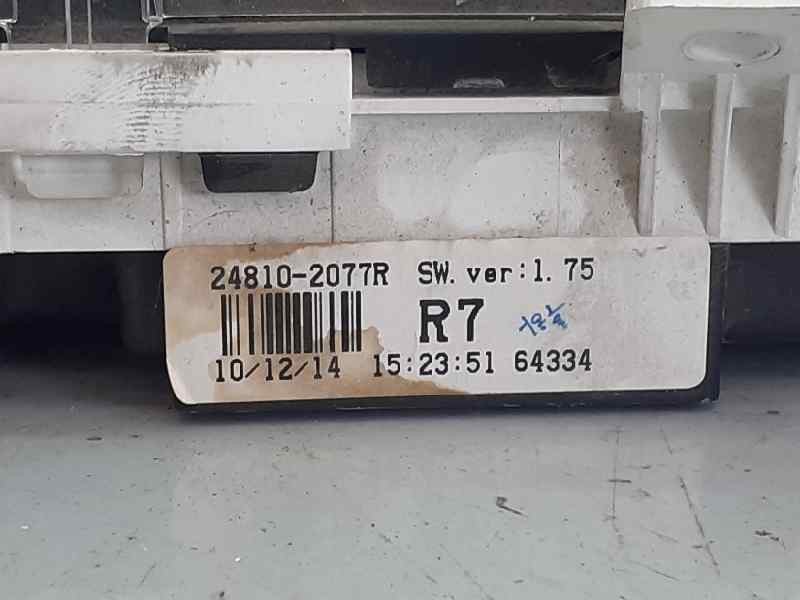 24810-2077R SW. ver:1. 75
R7
10/12/14 15:23:51 64334